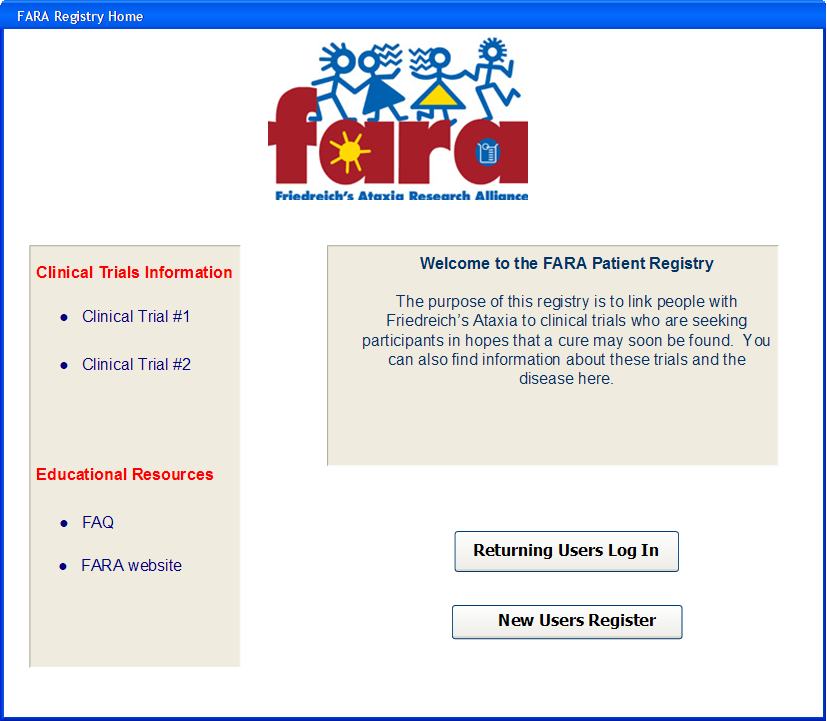 FARA Registry Home
fara
Friedreich's Ataxia Research Alliance
Clinical Trials Information
● Clinical Trial #1
● Clinical Trial #2
Educational Resources
● FAQ
● FARA website
Welcome to the FARA Patient Registry
The purpose of this registry is to link people with
Friedreich's Ataxia to clinical trials who are seeking
participants in hopes that a cure may soon be found.  You
can also find information about these trials and the
disease here.
Returning Users Log In
New Users Register